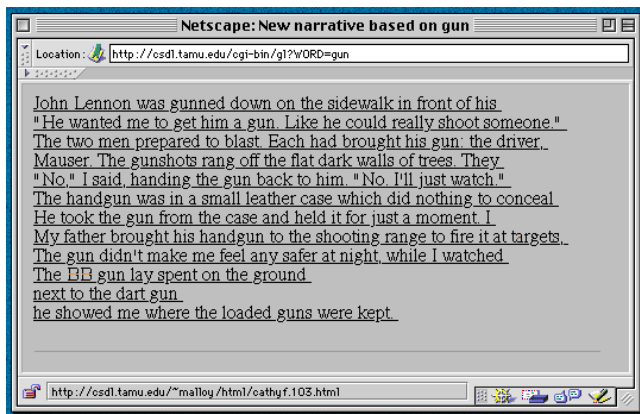 Netscape: New narrative based on gun
Location: http://csdl.tamu.edu/cgi-bin/gl?WORD=gun
John Lennon was gunned down on the sidewalk in front of his
"He wanted me to get him a gun. Like he could really shoot someone."
The two men prepared to blast. Each had brought his gun: the driver,
Mauser. The gunshots rang off the flat dark walls of trees. They
"No," I said, handing the gun back to him. "No. I'll just watch."
The handgun was in a small leather case which did nothing to conceal
He took the gun from the case and held it for just a moment. I
My father brought his handgun to the shooting range to fire it at targets,
The gun didn't make me feel any safer at night, while I watched
The BB gun lay spent on the ground
next to the dart gun
he showed me where the loaded guns were kept.
http://csdl.tamu.edu/~malloy/html/cathyf.103.html